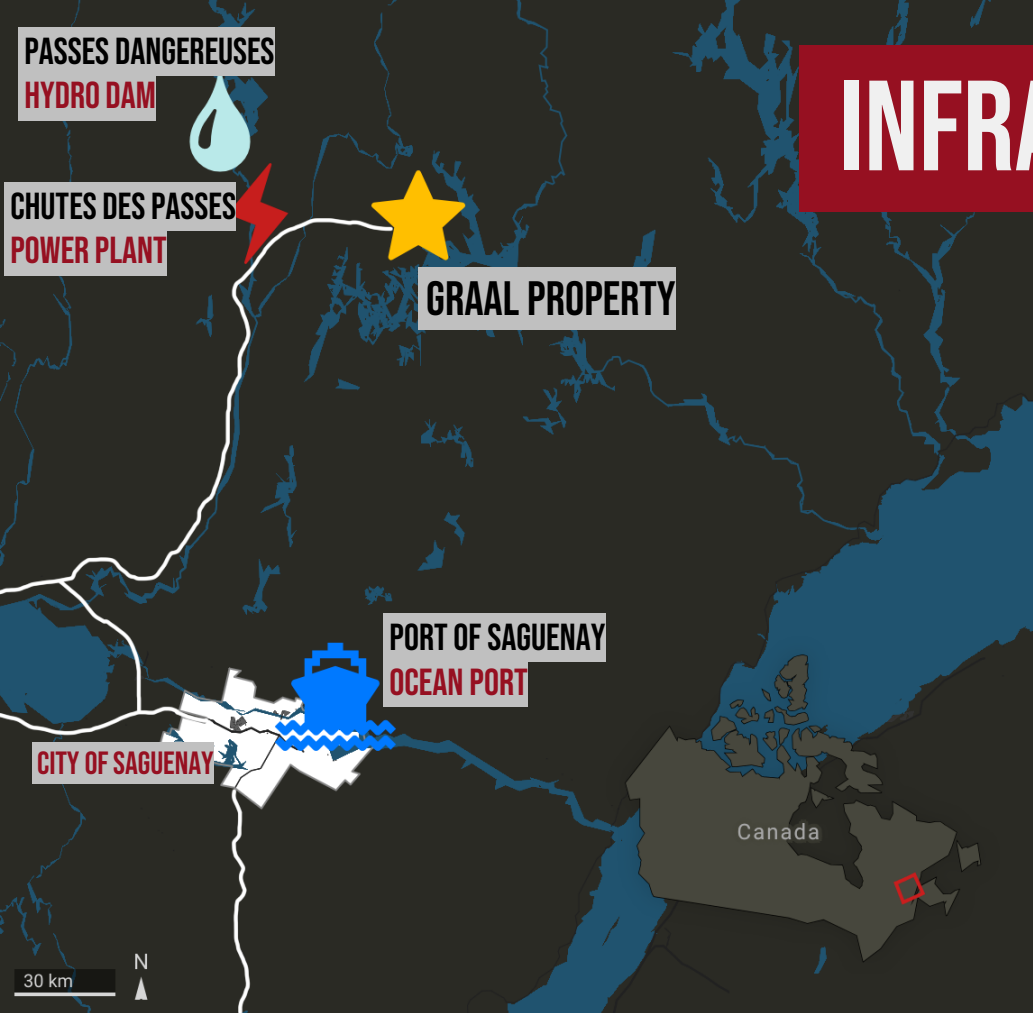 PASSES DANGEREUSES
HYDRO DAM
INFRA
CHUTES DES PASSES
POWER PLANT
GRAAL PROPERTY
PORT OF SAGUENAY
OCEAN PORT
CITY OF SAGUENAY
Canada
30 km
N